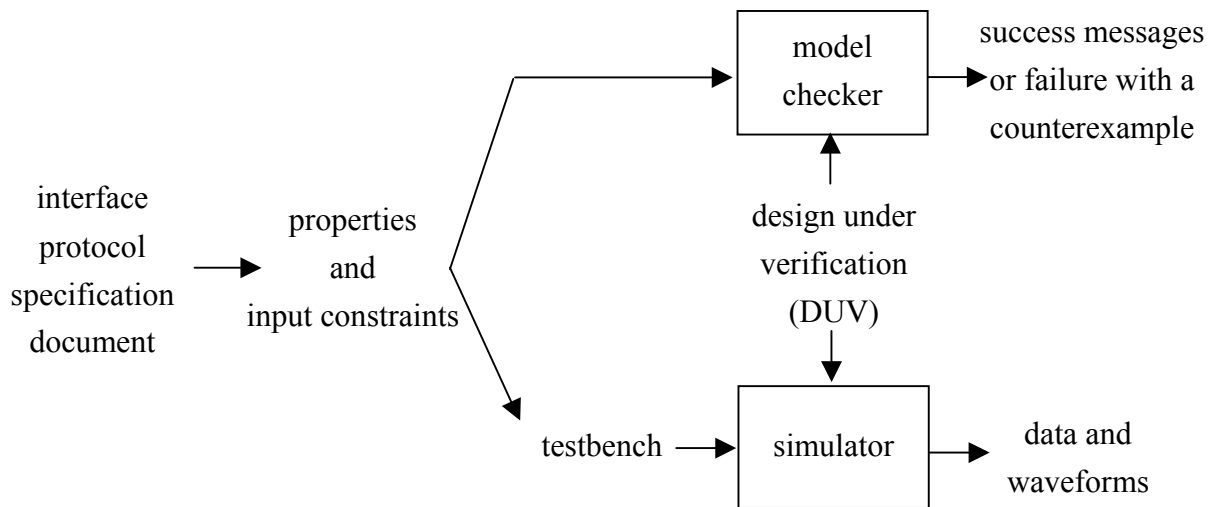 interface
protocol
specification
document
properties
and
input constraints
model
checker
success messages
or failure with a
counterexample
design under
verification
(DUV)
testbench
simulator
data and
waveforms